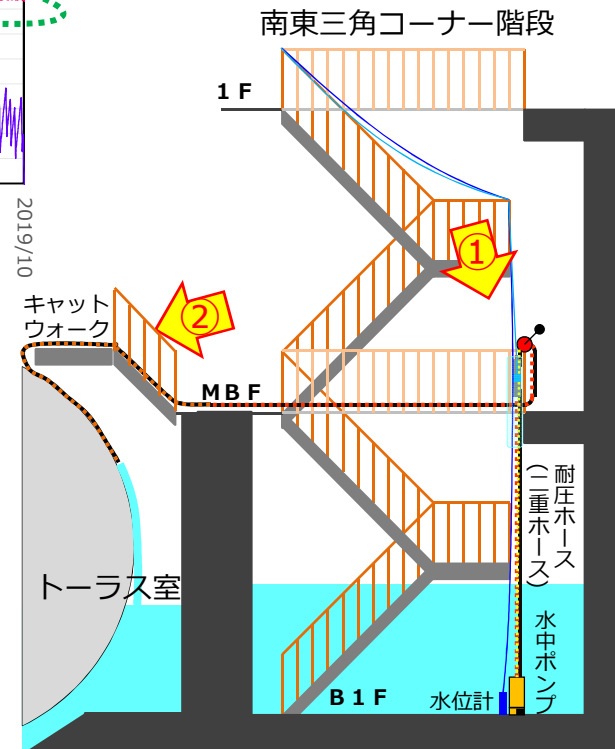 南東三角コーナー階段
1F
2019/10
①
キャット
ウォーク
②
MBF
耐圧ホース
(二重ホース)
トーラス室
水中ポンプ
B1F
水位計